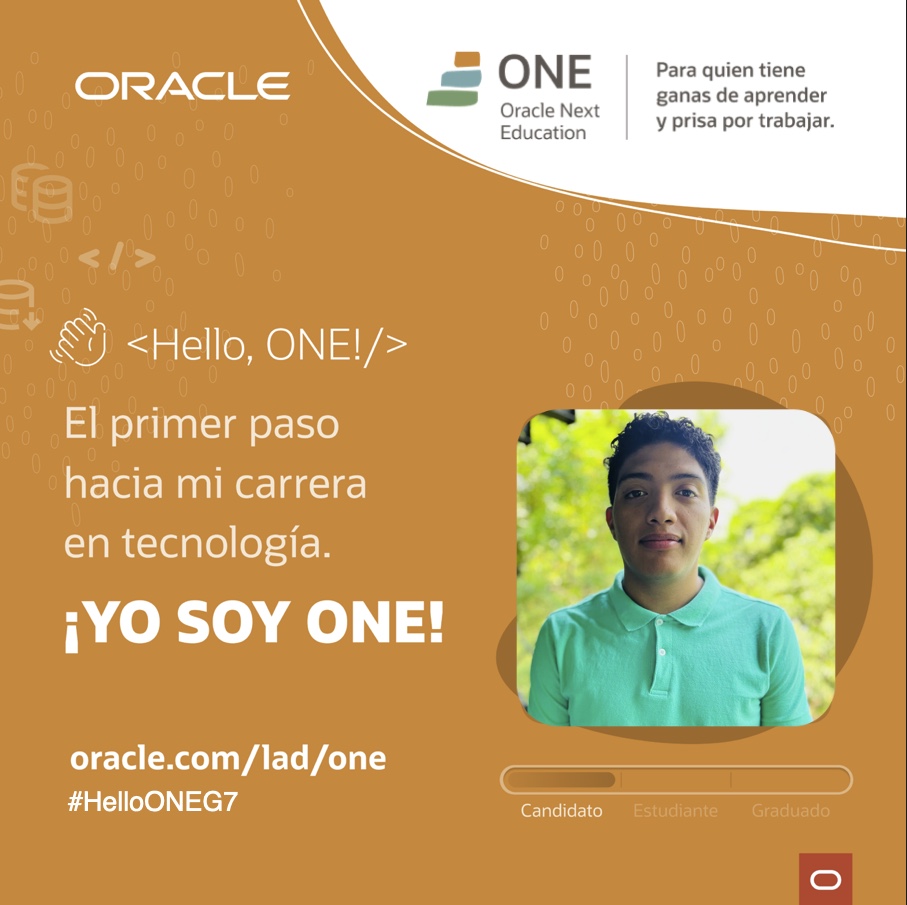 ORACLE
ONE
Oracle Next
Education
Para quien tiene
ganas de aprender
y prisa por trabajar.
</>
<Hello, ONE!/>
El primer paso
hacia mi carrera
en tecnología.
¡YO SOY ONE!
oracle.com/lad/one
#HelloONEG7
Candidato Estudiante Graduado